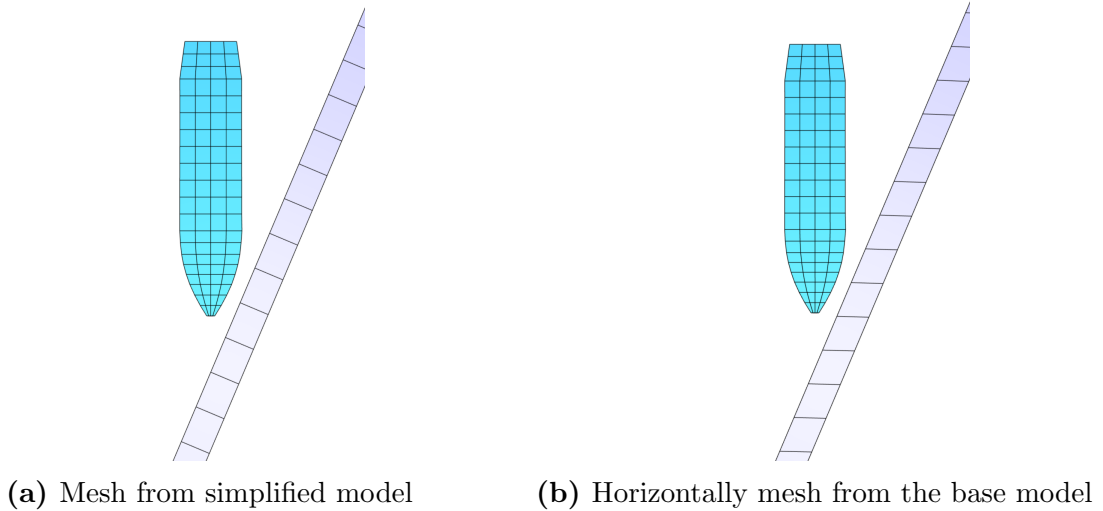 (a) Mesh from simplified model
(b) Horizontally mesh from the base model